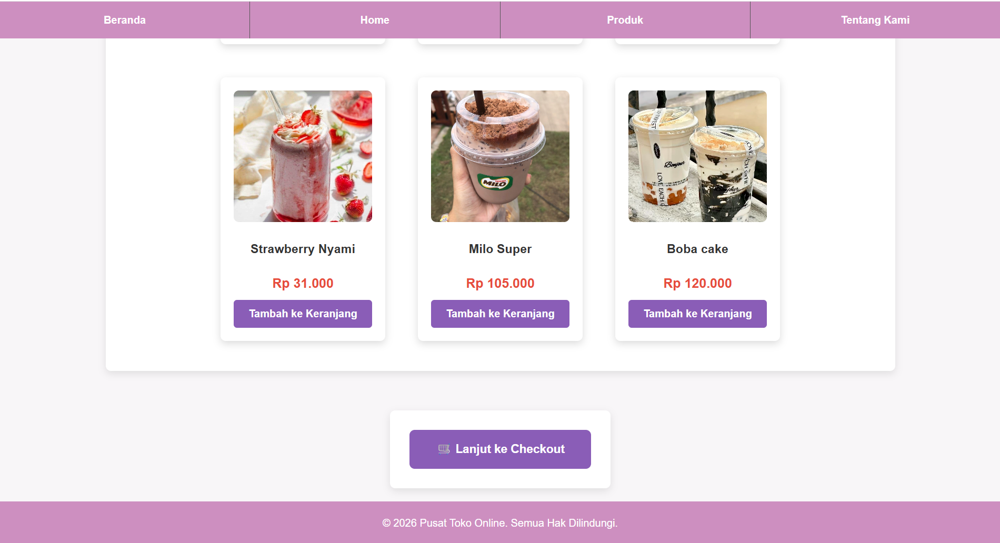 Beranda
Home
Produk
Tentang Kami
Nestle
MILO
Bonjour
LOVE EACH
Bonjour
Strawberry Nyami
Milo Super
Boba cake
Rp 31.000
Rp 105.000
Rp 120.000
Tambah ke Keranjang
Tambah ke Keranjang
Tambah ke Keranjang
Lanjut ke Checkout
© 2026 Pusat Toko Online. Semua Hak Dilindungi.